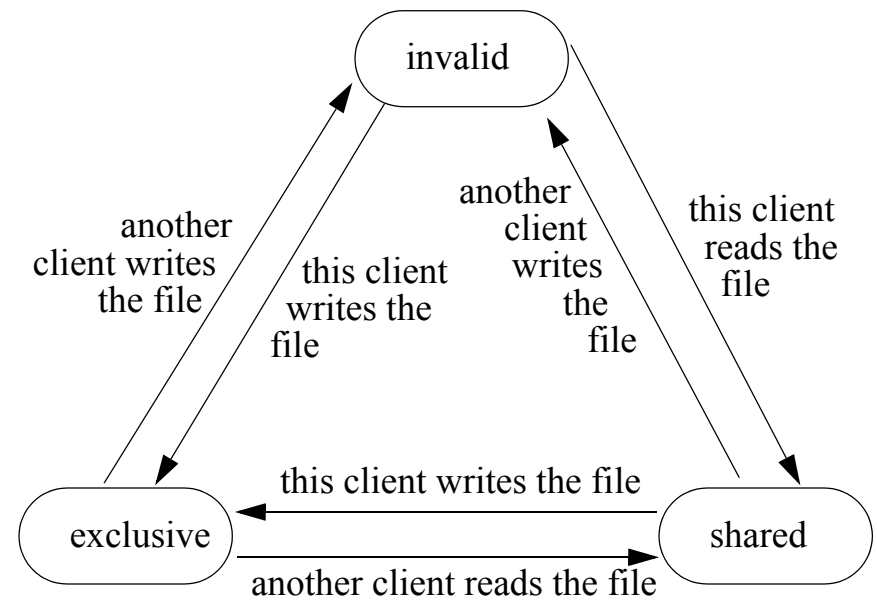 invalid
another
client writes
the file
this client
writes the
file
another
client
writes
the
file
this client
reads the
file
this client writes the file
exclusive
shared
another client reads the file